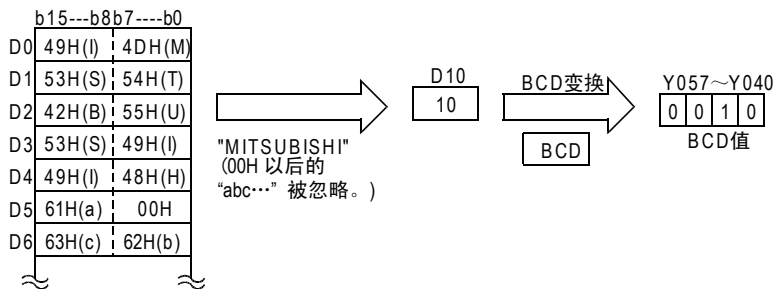 b15---b8 b7----b0
D0 49H(I) 4DH(M)
D1 53H(S) 54H(T)
D2 42H(B) 55H(U)
D3 53H(S) 49H(I)
D4 49H(I) 48H(H)
D5 61H(a) 00H
D6 63H(c) 62H(b)
"MITSUBISHI"
(00H 以后的
“abc…” 被忽略。)
D10
10
BCD变换
BCD
Y057～Y040
0 0 1 0
BCD值